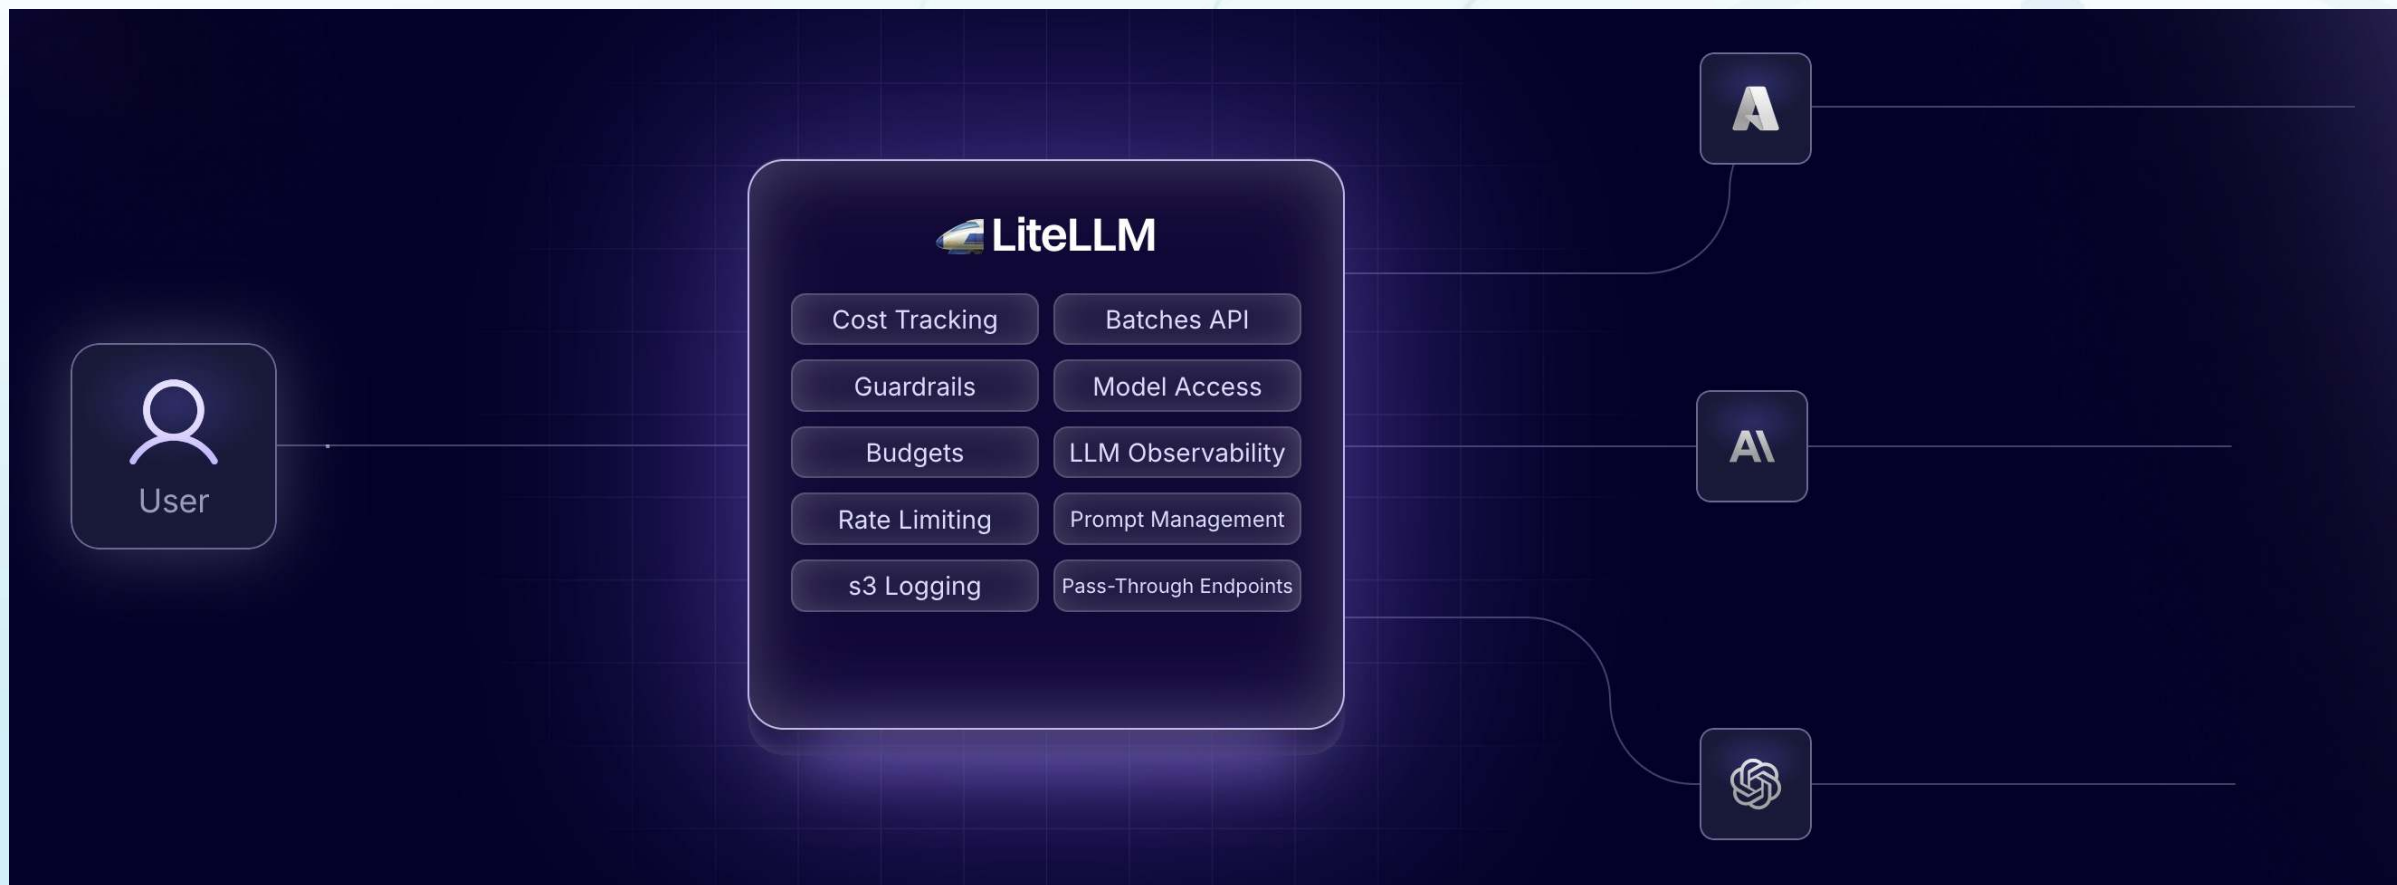 LiteLLM
Cost Tracking
Batches API
Guardrails
Model Access
Budgets
LLM Observability
Rate Limiting
Prompt Management
s3 Logging
Pass-Through Endpoints
User